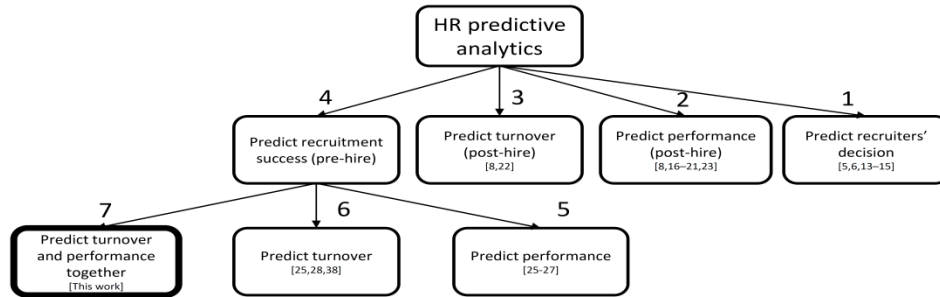 HR predictive
analytics
4
3
2
1
Predict recruitment
success (pre-hire)
Predict turnover
(post-hire)
[8,22]
Predict performance
(post-hire)
[8,16–21,23]
Predict recruiters’
decision
[5,6,13–15]
7
6
5
Predict turnover
and performance
together
[This work]
Predict turnover
[25,28,38]
Predict performance
[25-27]